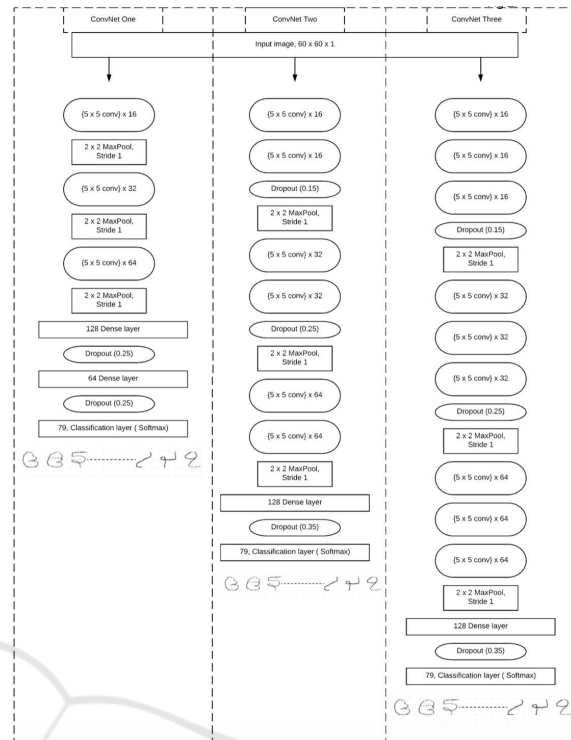 ConvNet One
ConvNet Two
ConvNet Three
Input image, 60 x 60 x 1
{5 x 5 conv} x 16
2 x 2 MaxPool,
Stride 1
{5 x 5 conv} x 32
2 x 2 MaxPool,
Stride 1
{5 x 5 conv} x 64
2 x 2 MaxPool,
Stride 1
128 Dense layer
Dropout (0.25)
64 Dense layer
Dropout (0.25)
79, Classification layer ( Softmax)
{5 x 5 conv} x 16
{5 x 5 conv} x 16
Dropout (0.15)
2 x 2 MaxPool,
Stride 1
{5 x 5 conv} x 32
{5 x 5 conv} x 32
Dropout (0.25)
2 x 2 MaxPool,
Stride 1
{5 x 5 conv} x 64
{5 x 5 conv} x 64
2 x 2 MaxPool,
Stride 1
128 Dense layer
Dropout (0.35)
79, Classification layer ( Softmax)
{5 x 5 conv} x 16
{5 x 5 conv} x 16
{5 x 5 conv} x 16
Dropout (0.15)
2 x 2 MaxPool,
Stride 1
{5 x 5 conv} x 32
{5 x 5 conv} x 32
{5 x 5 conv} x 32
Dropout (0.25)
2 x 2 MaxPool,
Stride 1
{5 x 5 conv} x 64
{5 x 5 conv} x 64
{5 x 5 conv} x 64
2 x 2 MaxPool,
Stride 1
128 Dense layer
Dropout (0.35)
79, Classification layer ( Softmax)